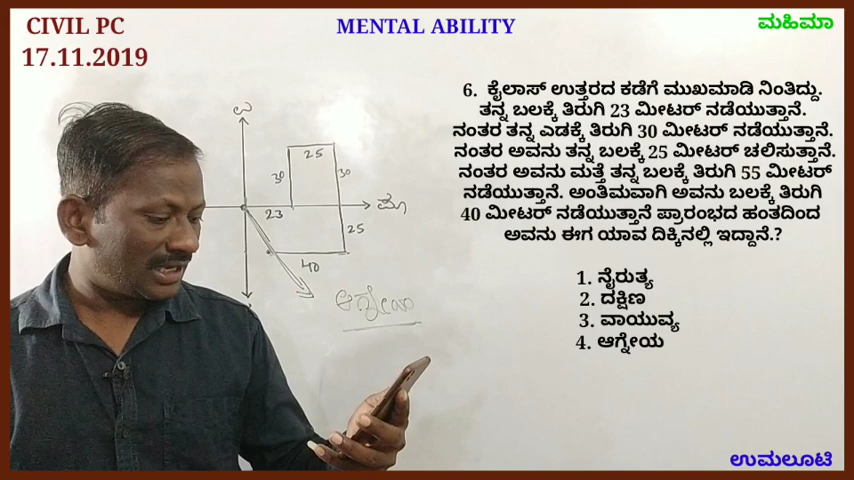 CIVIL PC
17.11.2019
MENTAL ABILITY
ಮಹಿಮಾ
6. ಕೈಲಾಸ್ ಉತ್ತರದ ಕಡೆಗೆ ಮುಖಮಾಡಿ ನಿಂತಿದ್ದು.
ತನ್ನ ಬಲಕ್ಕೆ ತಿರುಗಿ 23 ಮೀಟರ್ ನಡೆಯುತ್ತಾನೆ.
ನಂತರ ತನ್ನ ಎಡಕ್ಕೆ ತಿರುಗಿ 30 ಮೀಟರ್ ನಡೆಯುತ್ತಾನೆ.
ನಂತರ ಅವನು ತನ್ನ ಬಲಕ್ಕೆ 25 ಮೀಟರ್ ಚಲಿಸುತ್ತಾನೆ.
ನಂತರ ಅವನು ಮತ್ತೆ ತನ್ನ ಬಲಕ್ಕೆ ತಿರುಗಿ 55 ಮೀಟರ್
ನಡೆಯುತ್ತಾನೆ. ಅಂತಿಮವಾಗಿ ಅವನು ಬಲಕ್ಕೆ ತಿರುಗಿ
40 ಮೀಟರ್ ನಡೆಯುತ್ತಾನೆ ಪ್ರಾರಂಭದ ಹಂತದಿಂದ
ಅವನು ಈಗ ಯಾವ ದಿಕ್ಕಿನಲ್ಲಿ ಇದ್ದಾನೆ.?
1. ನೈರುತ್ಯ
2. ದಕ್ಷಿಣ
3. ವಾಯುವ್ಯ
4. ಆಗ್ನೇಯ
ಉ
25
30
30
ಪೂ
23
25
40
ಆಗ್ನೇಯ
ಉಮಲೂಟಿ